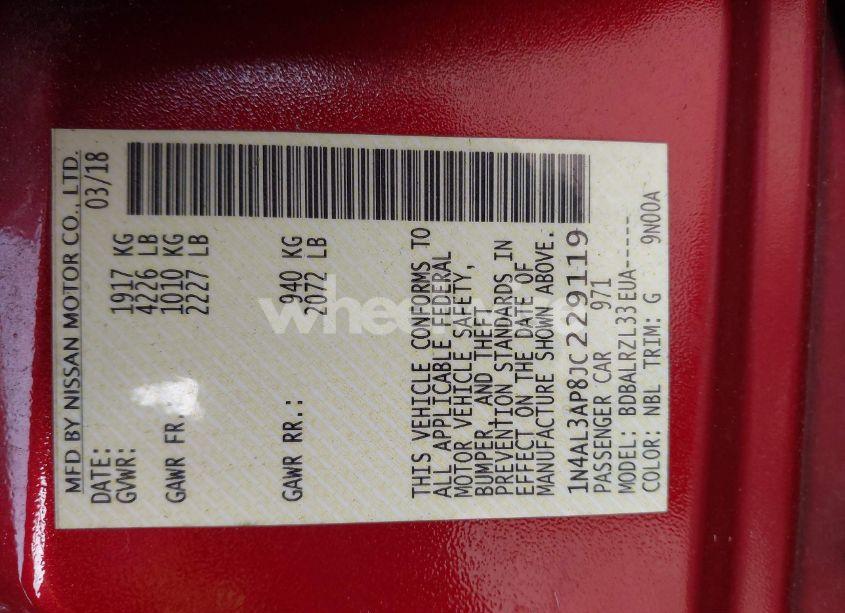 MFD BY NISSAN MOTOR CO., LTD.
DATE: 03/18
GVWR: 1917 KG
4226 LB
GAWR FR.: 1010 KG
2227 LB
GAWR RR.: 940 KG
2072 LB
THIS VEHICLE CONFORMS TO
ALL APPLICABLE FEDERAL
MOTOR VEHICLE SAFETY,
BUMPER, AND THEFT
PREVENTION STANDARDS IN
EFFECT ON THE DATE OF
MANUFACTURE SHOWN ABOVE.
1N4AL3AP8JC229119
PASSENGER CAR 971
MODEL: BDBALRZL33EUA-----
COLOR: NBL TRIM: G 9N00A